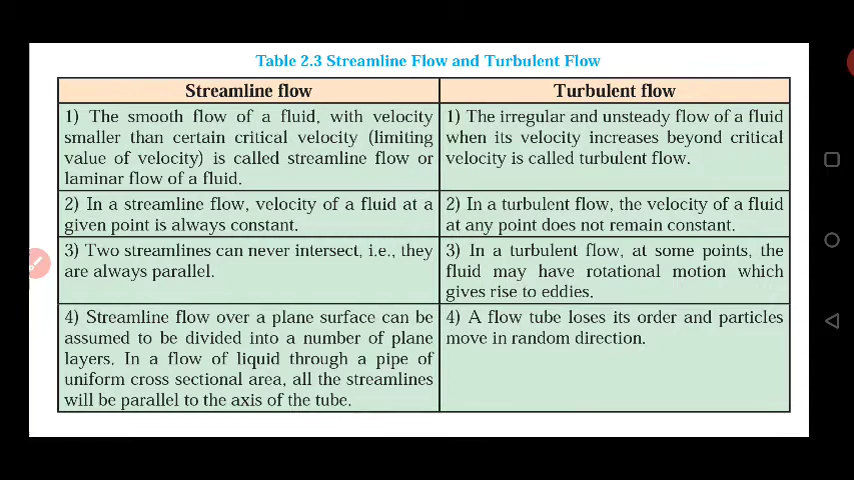 Table 2.3 Streamline Flow and Turbulent Flow
Streamline flow
Turbulent flow
1) The smooth flow of a fluid, with velocity
smaller than certain critical velocity (limiting
value of velocity) is called streamline flow or
laminar flow of a fluid.
1) The irregular and unsteady flow of a fluid
when its velocity increases beyond critical
velocity is called turbulent flow.
2) In a streamline flow, velocity of a fluid at a
given point is always constant.
2) In a turbulent flow, the velocity of a fluid
at any point does not remain constant.
3) Two streamlines can never intersect, i.e., they
are always parallel.
3) In a turbulent flow, at some points, the
fluid may have rotational motion which
gives rise to eddies.
4) Streamline flow over a plane surface can be
assumed to be divided into a number of plane
layers. In a flow of liquid through a pipe of
uniform cross sectional area, all the streamlines
will be parallel to the axis of the tube.
4) A flow tube loses its order and particles
move in random direction.